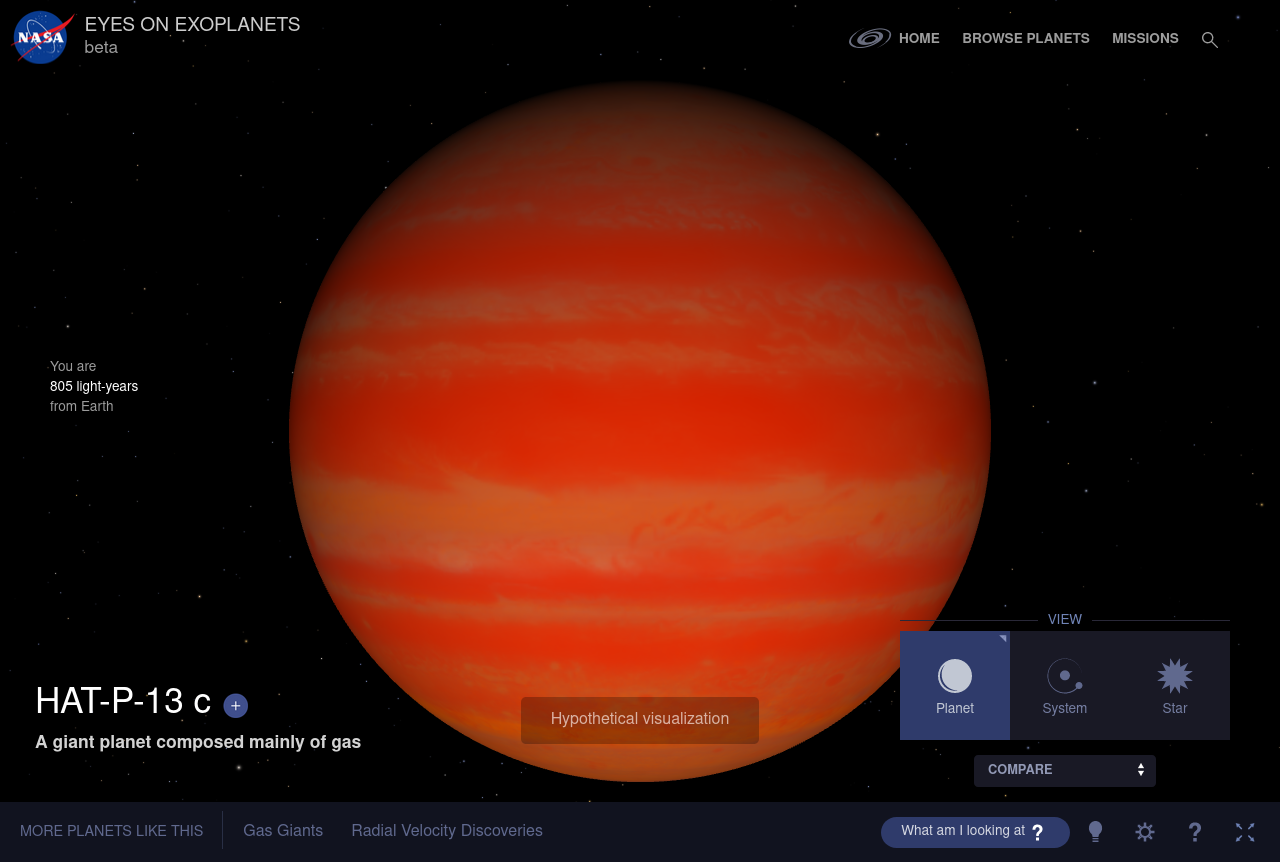 NASA
EYES ON EXOPLANETS
beta
HOME
BROWSE PLANETS
MISSIONS
You are
805 light-years
from Earth
HAT-P-13 c +
A giant planet composed mainly of gas
Hypothetical visualization
VIEW
Planet
System
Star
COMPARE
MORE PLANETS LIKE THIS
Gas Giants
Radial Velocity Discoveries
What am I looking at ?
?